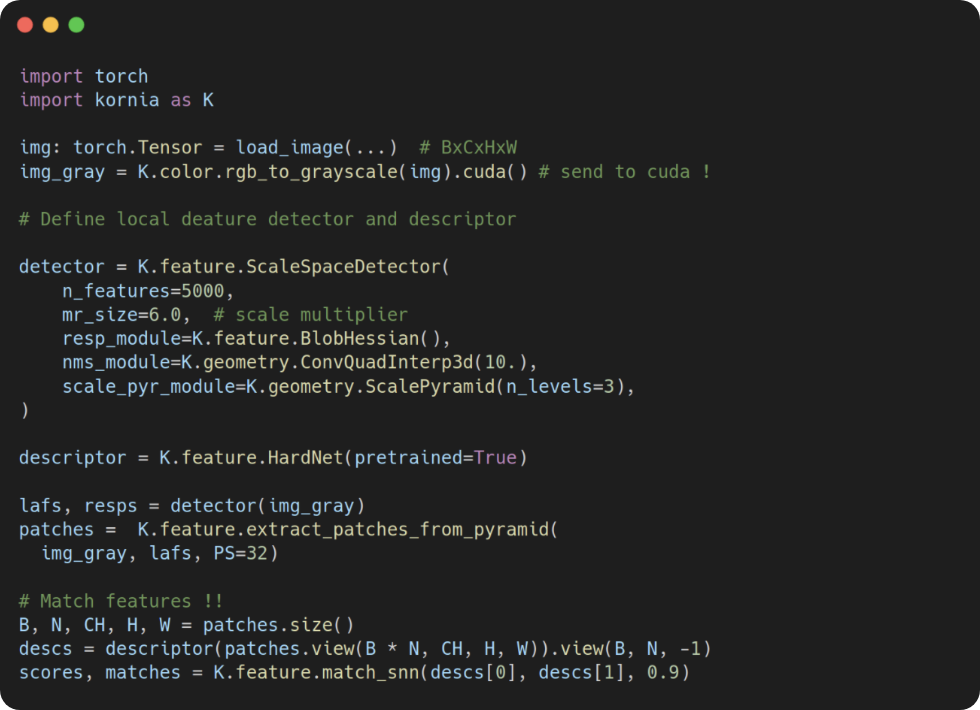 import torch
import kornia as K
img: torch.Tensor = load_image(...)  # BxCxHxW
img_gray = K.color.rgb_to_grayscale(img).cuda() # send to cuda !
# Define local deature detector and descriptor
detector = K.feature.ScaleSpaceDetector(
    n_features=5000,
    mr_size=6.0,  # scale multiplier
    resp_module=K.feature.BlobHessian(),
    nms_module=K.geometry.ConvQuadInterp3d(10.),
    scale_pyr_module=K.geometry.ScalePyramid(n_levels=3),
)
descriptor = K.feature.HardNet(pretrained=True)
lafs, resps = detector(img_gray)
patches =  K.feature.extract_patches_from_pyramid(
  img_gray, lafs, PS=32)
# Match features !!
B, N, CH, H, W = patches.size()
descs = descriptor(patches.view(B * N, CH, H, W)).view(B, N, -1)
scores, matches = K.feature.match_snn(descs[0], descs[1], 0.9)